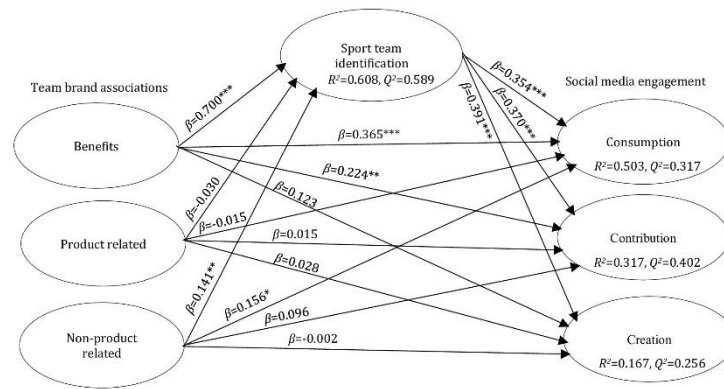 Sport team
identification
R²=0.608, Q²=0.589
Team brand associations
Social media engagement
β=0.700***
β=0.354***
β=0.370***
β=0.391***
Benefits
β=0.365***
Consumption
R²=0.503, Q²=0.317
β=0.224**
β=-0.030
β=0.123
β=-0.015
Product related
β=0.015
Contribution
R²=0.317, Q²=0.402
β=0.028
β=0.141**
β=0.156*
β=0.096
Non-product
related
β=-0.002
Creation
R²=0.167, Q²=0.256